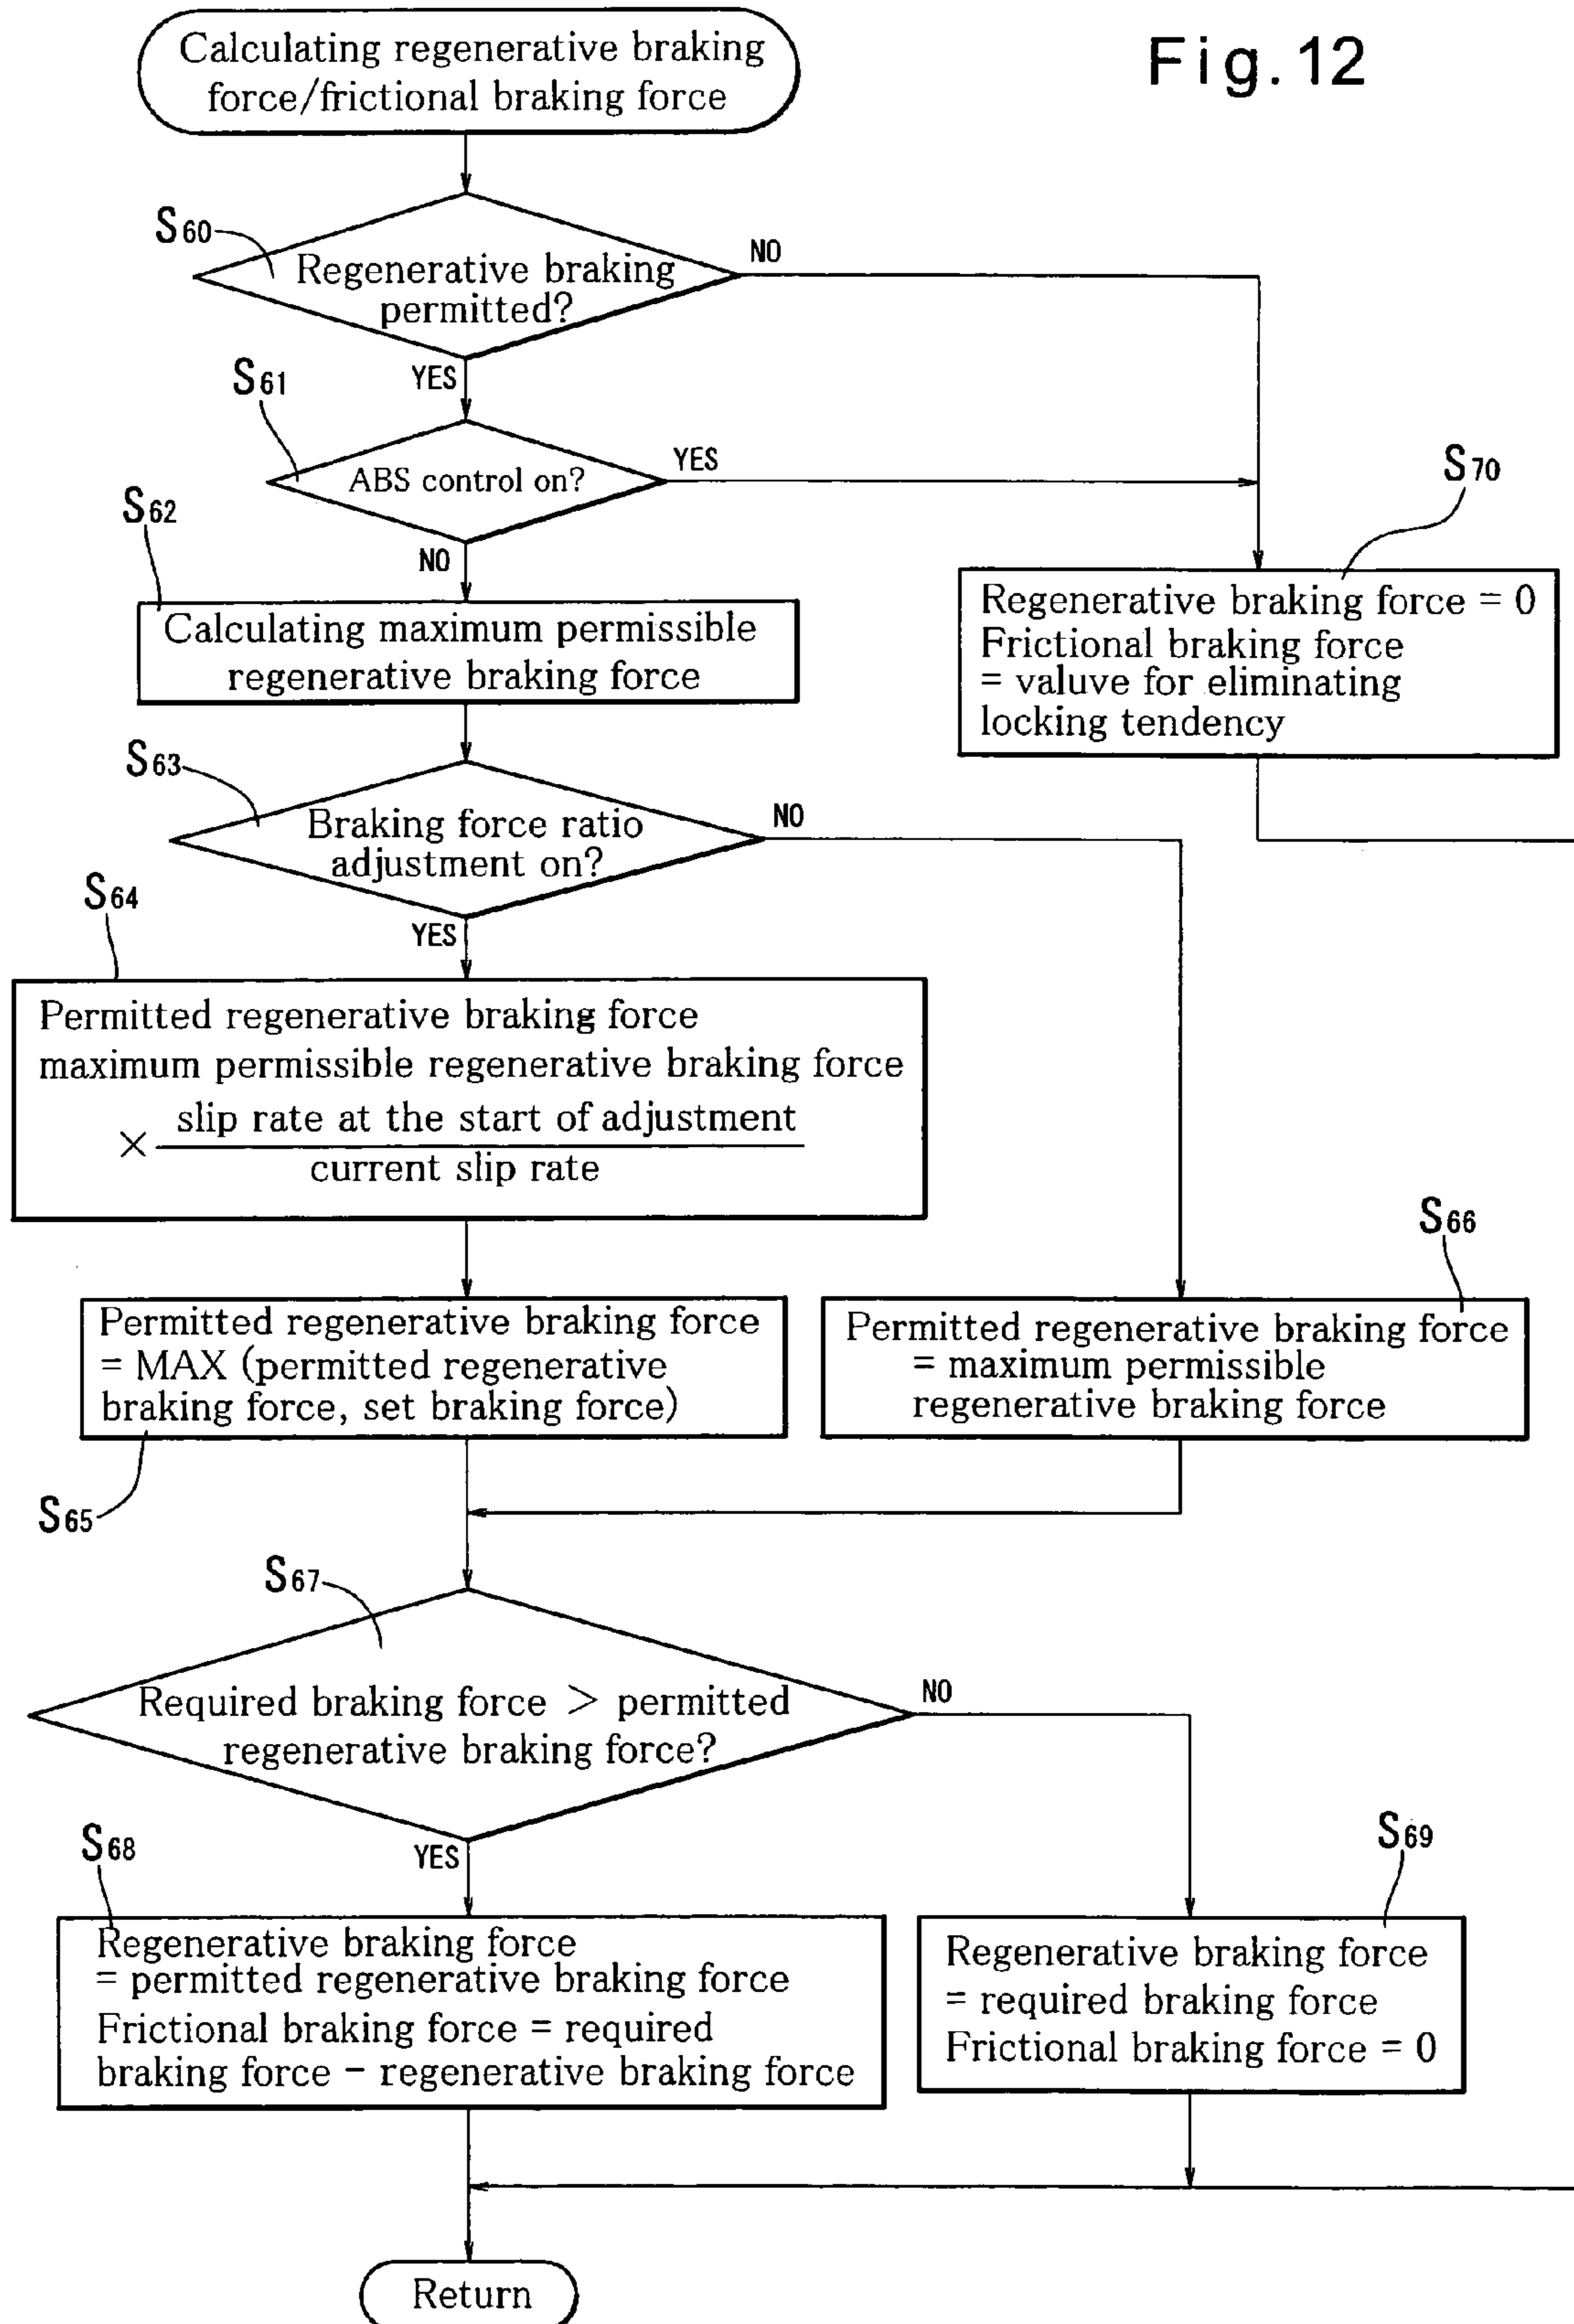 Fig. 12
Calculating regenerative braking
force/frictional braking force
S60
Regenerative braking
permitted?
NO
YES
S61
ABS control on?
YES
NO
S70
Regenerative braking force = 0
Frictional braking force
= valuve for eliminating
locking tendency
S62
Calculating maximum permissible
regenerative braking force
S63
Braking force ratio
adjustment on?
NO
YES
S64
Permitted regenerative braking force
maximum permissible regenerative braking force
× slip rate at the start of adjustment
current slip rate
S65
Permitted regenerative braking force
= MAX (permitted regenerative
braking force, set braking force)
S66
Permitted regenerative braking force
= maximum permissible
regenerative braking force
S67
Required braking force > permitted
regenerative braking force?
NO
YES
S68
Regenerative braking force
= permitted regenerative braking force
Frictional braking force = required
braking force − regenerative braking force
S69
Regenerative braking force
= required braking force
Frictional braking force = 0
Return